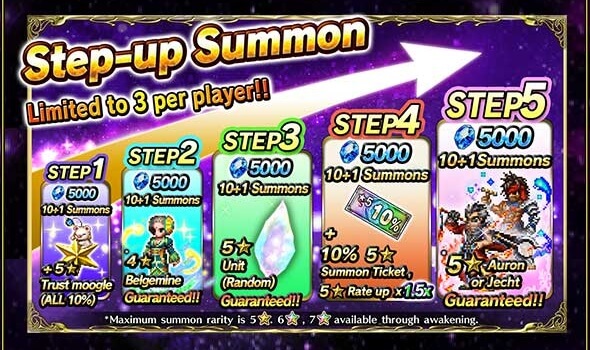 Step-up Summon
Limited to 3 per player!!
STEP1
5000
10+1 Summons
+ 5★
Trust moogle
(ALL 10%)
STEP2
5000
10+1 Summons
4★
Belgemine
Guaranteed!!
STEP3
5000
10+1 Summons
5★
Unit
(Random)
Guaranteed!!
STEP4
5000
10+1 Summons
5★ 10%
+
10% 5★
Summon Ticket ,
5★ Rate up x1.5x
STEP5
5000
10+1 Summons
5★ Auron
or Jecht
Guaranteed!!
*Maximum summon rarity is 5★. 6★, 7★ available through awakening.